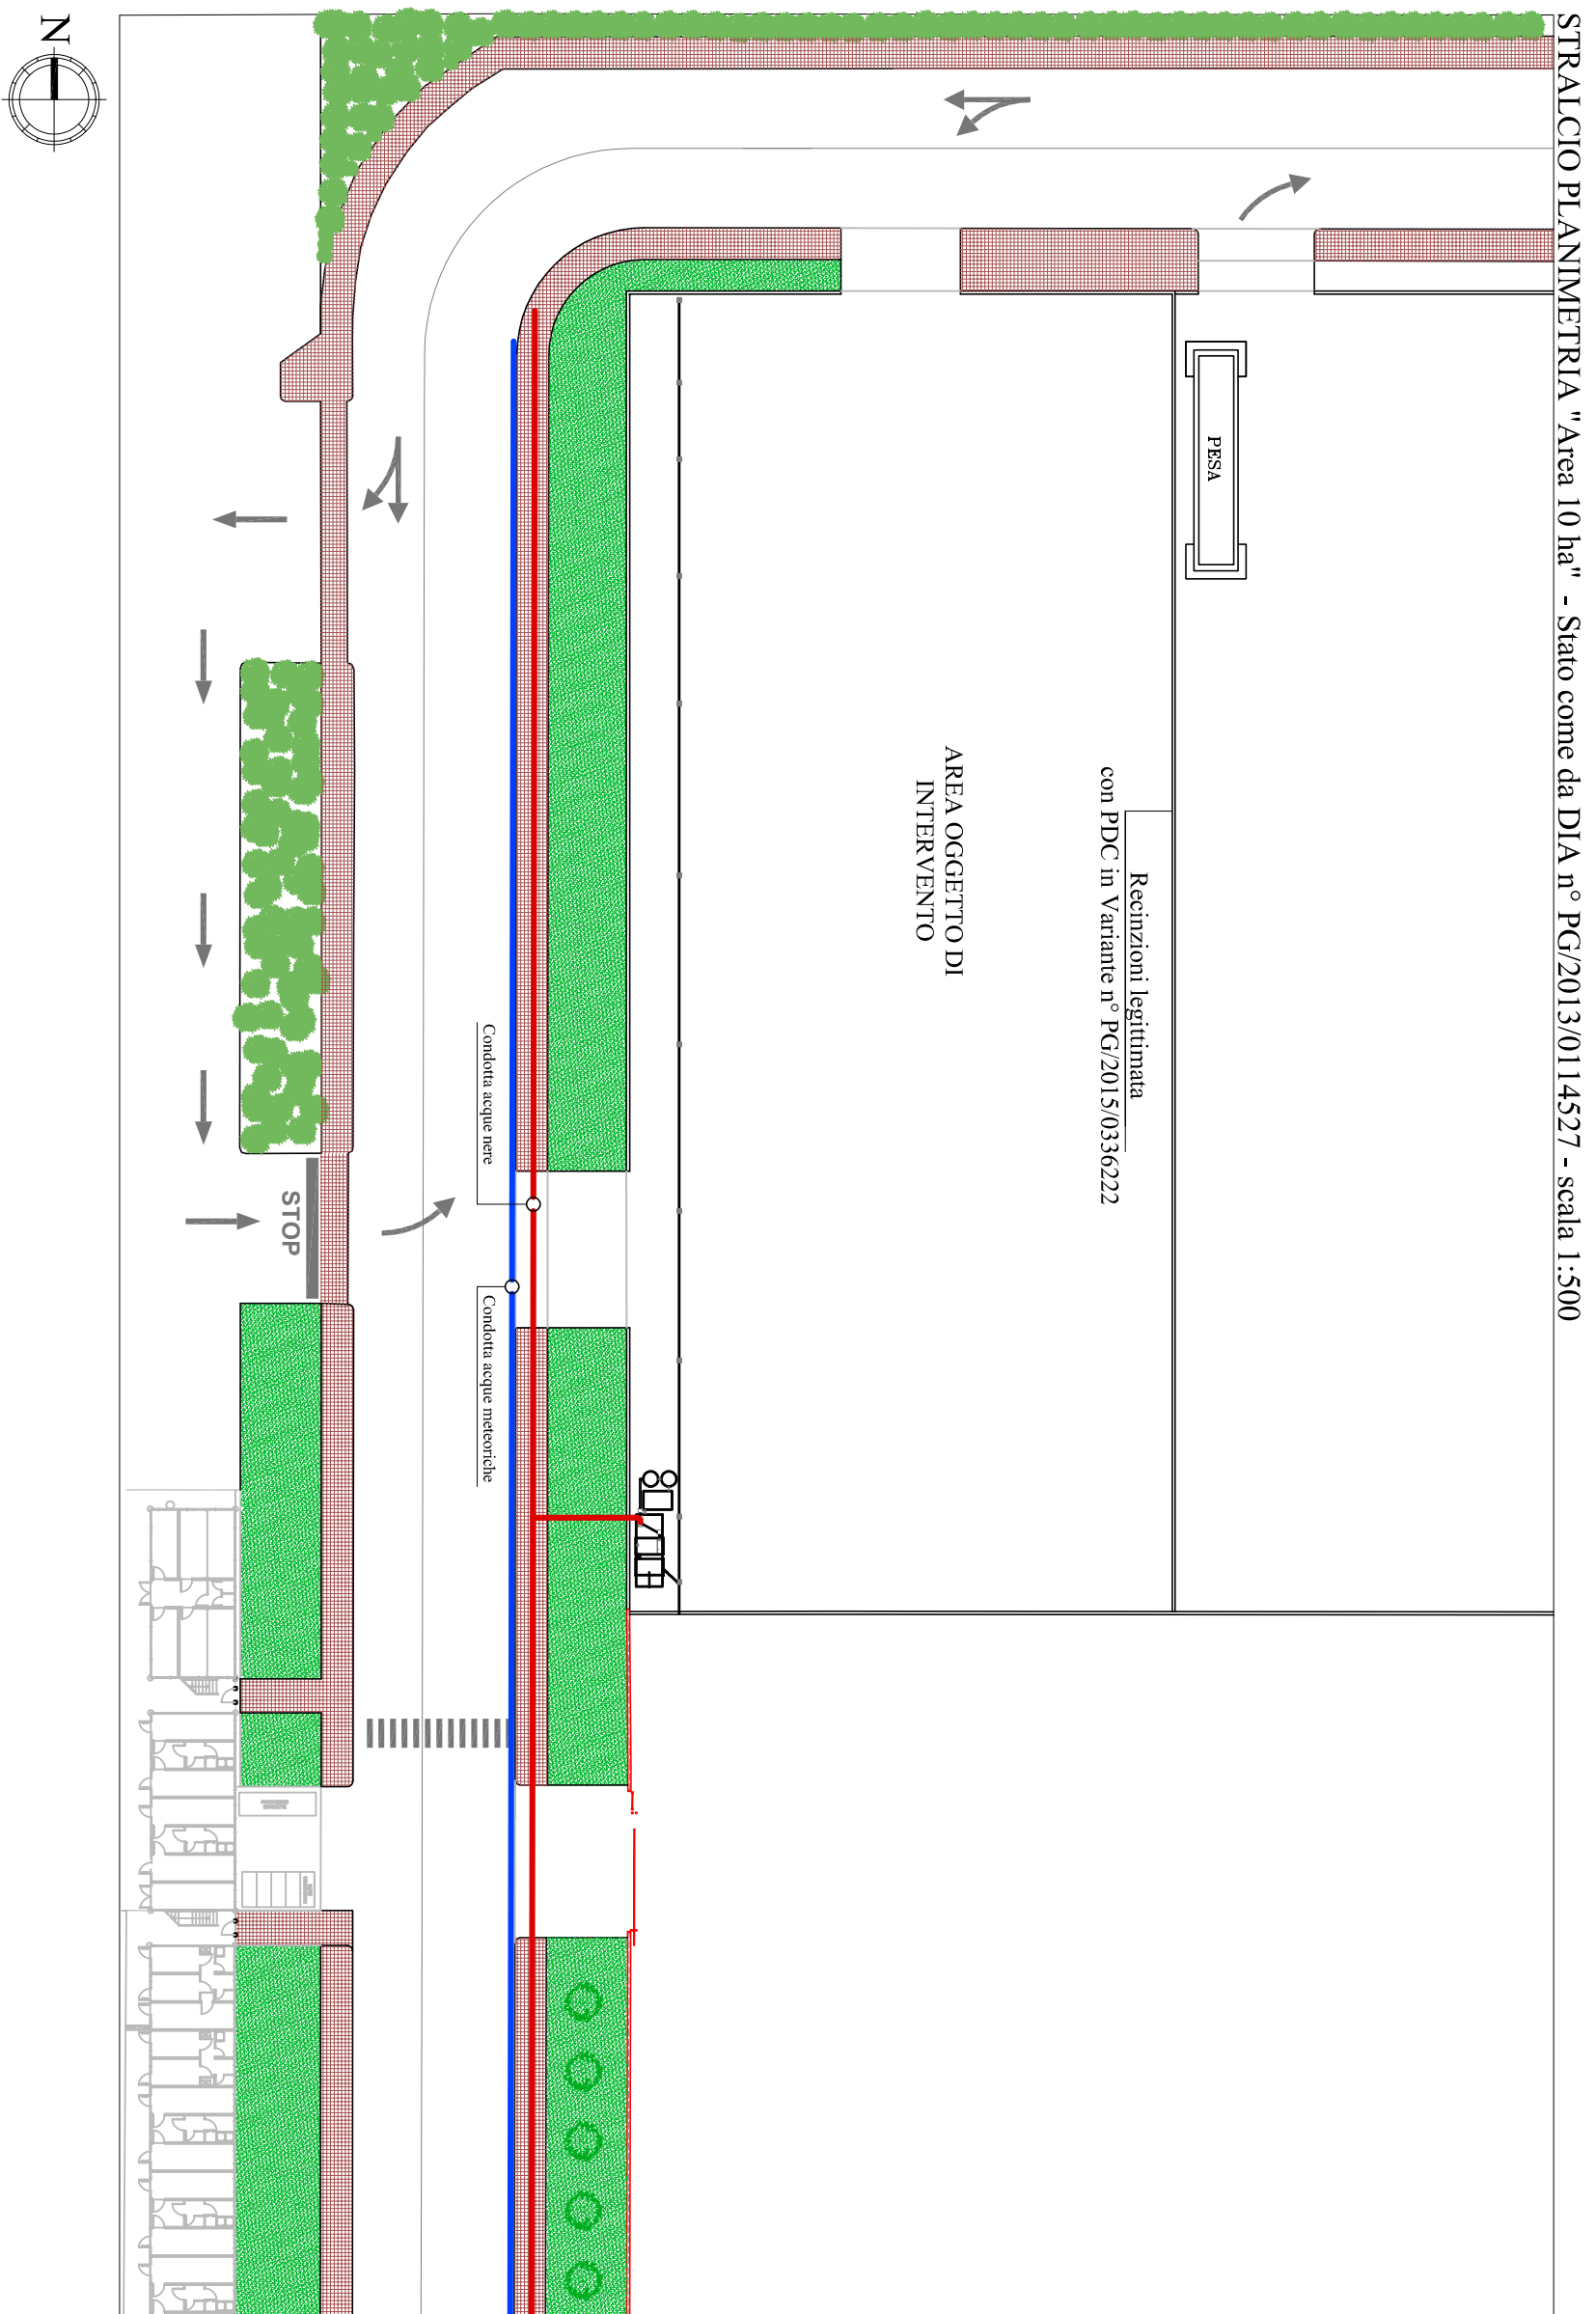 STRALCIO PLANIMETRIA "Area 10 ha" - Stato come da DIA n° PG/2013/0114527 - scala 1:500
N
PESA
Recinzioni legittimata
con PDC in Variante n° PG/2015/0336222
AREA OGGETTO DI
INTERVENTO
Condotta acque nere
Condotta acque meteoriche
STOP